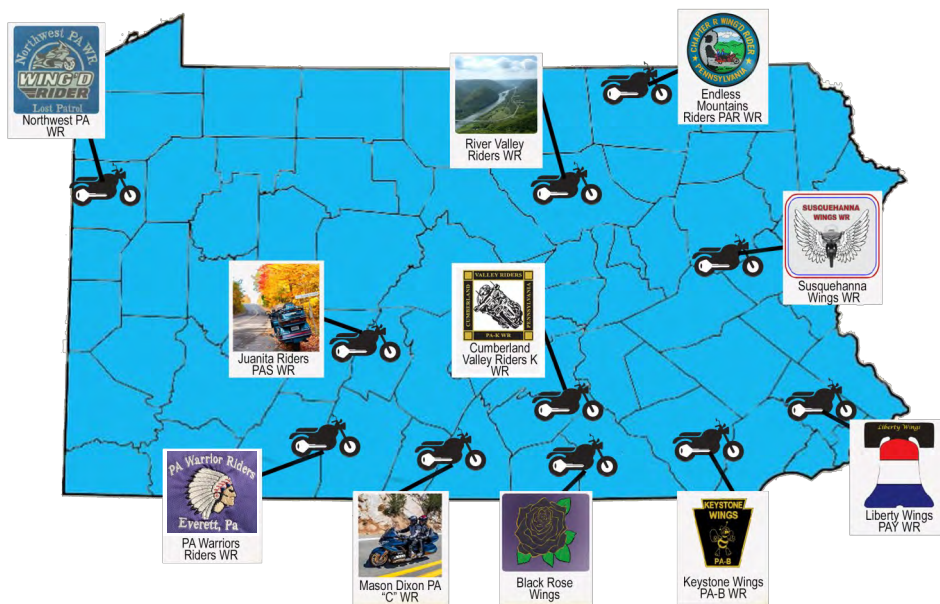 Northwest PA WR
WING"D
RIDER
Lost Patrol
Northwest PA
WR
River Valley
Riders WR
CHAPTER R WING'D RIDER
PENNSYLVANIA
Endless
Mountains
Riders PAR WR
SUSQUEHANNA
WINGS WR
Susquehanna
Wings WR
Juanita Riders
PAS WR
VALLEY RIDERS
CUMBERLAND
PENNSYLVANIA
PA-K WR
Cumberland
Valley Riders K
WR
PA Warrior Riders
Everett, Pa
PA Warriors
Riders WR
Mason Dixon PA
“C” WR
Black Rose
Wings
KEYSTONE
WINGS
PA-B
Keystone Wings
PA-B WR
Liberty Wings
Liberty Wings
PAY WR